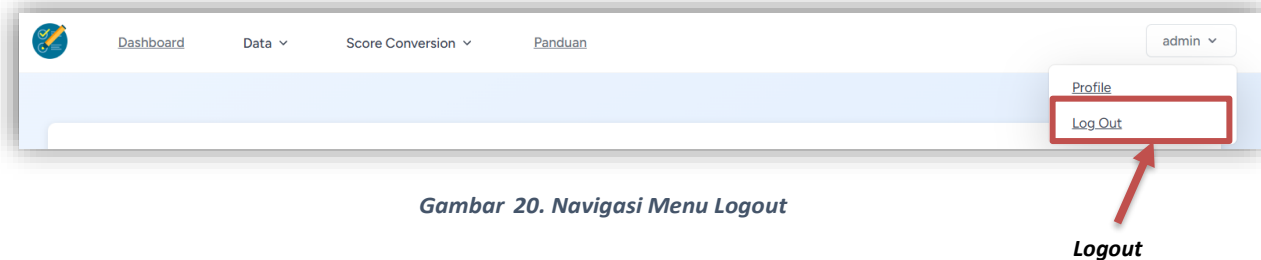 Dashboard Data Score Conversion Panduan admin
Profile
Log Out
Gambar 20. Navigasi Menu Logout
Logout